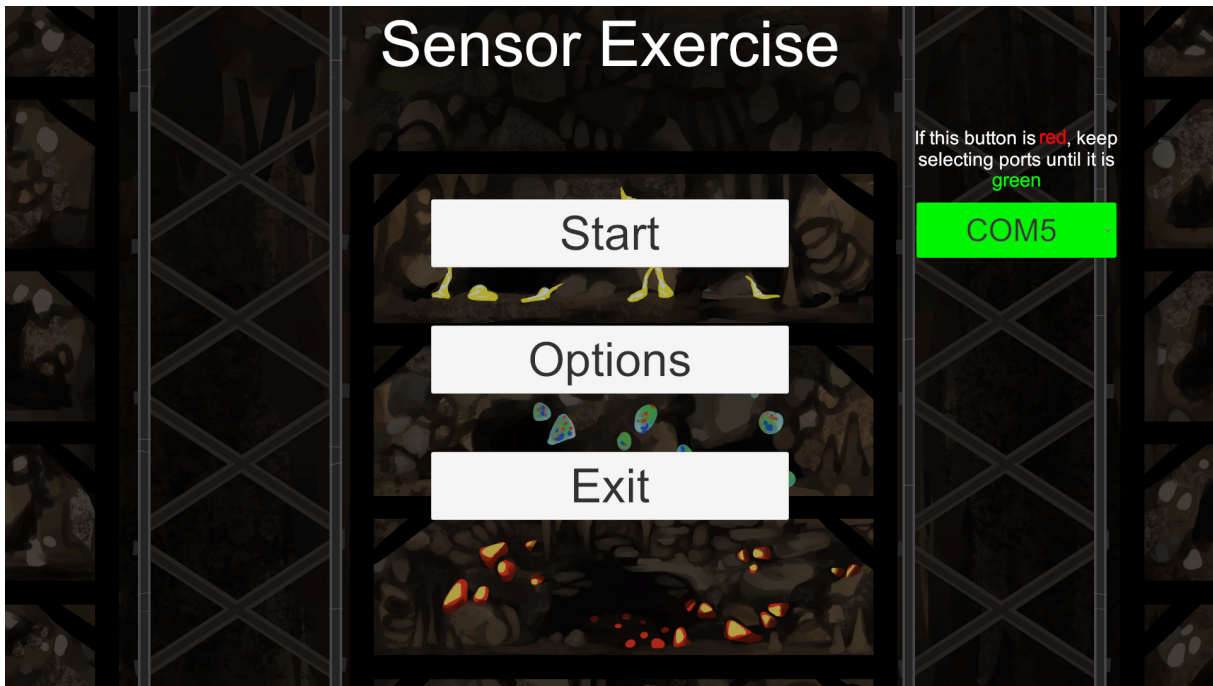 Sensor Exercise
If this button is red, keep
selecting ports until it is
green
COM5
Start
Options
Exit